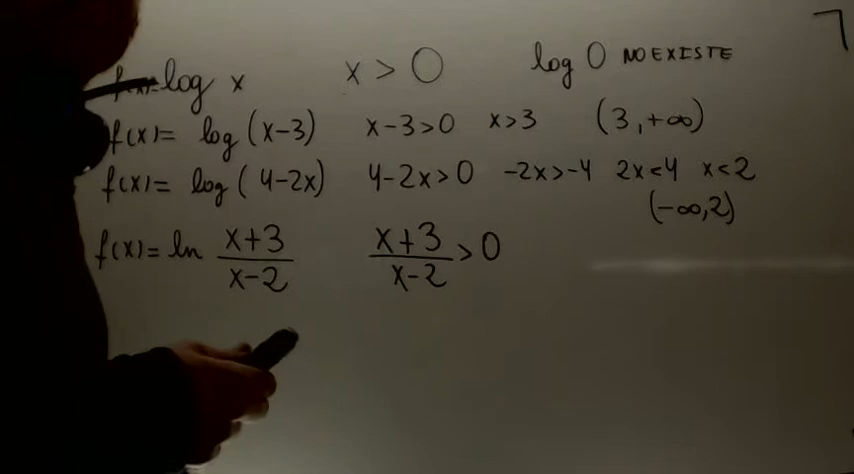 f(x)= log x x > 0 log 0 NO EXISTE
f(x)= log (x-3) x-3>0 x>3 (3,+∞)
f(x)= log (4-2x) 4-2x>0 -2x>-4 2x<4 x<2
(-∞,2)
f(x)= ln x+3/x-2 x+3/x-2 > 0